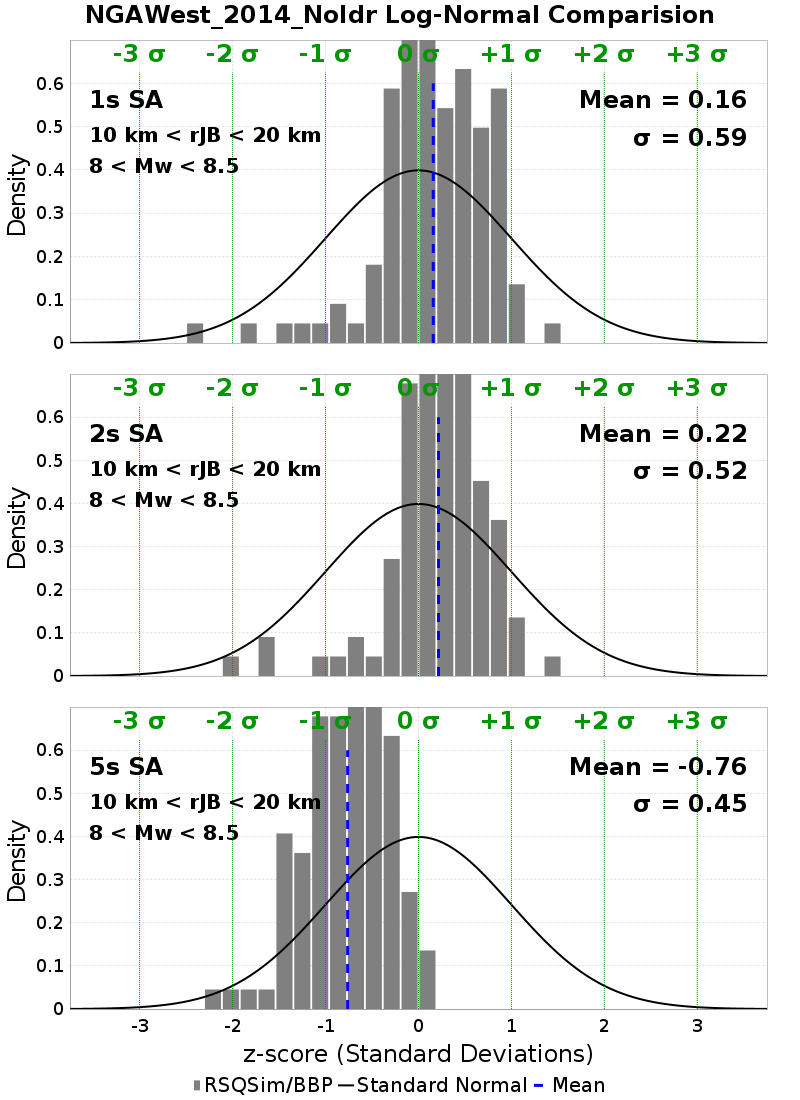 NGAWest_2014_NoIdr Log-Normal Comparision
-3 σ -2 σ -1 σ 0 σ +1 σ +2 σ +3 σ
0.6
1s SA Mean = 0.16
0.5
10 km < rJB < 20 km σ = 0.59
8 < Mw < 8.5
0.4
0.3
0.2
0.1
0
Density
-3 σ -2 σ -1 σ 0 σ +1 σ +2 σ +3 σ
0.6
2s SA Mean = 0.22
0.5
10 km < rJB < 20 km σ = 0.52
8 < Mw < 8.5
0.4
0.3
0.2
0.1
0
Density
-3 σ -2 σ -1 σ 0 σ +1 σ +2 σ +3 σ
0.6
5s SA Mean = -0.76
0.5
10 km < rJB < 20 km σ = 0.45
8 < Mw < 8.5
0.4
0.3
0.2
0.1
0
Density
-3 -2 -1 0 1 2 3
z-score (Standard Deviations)
RSQSim/BBP Standard Normal Mean